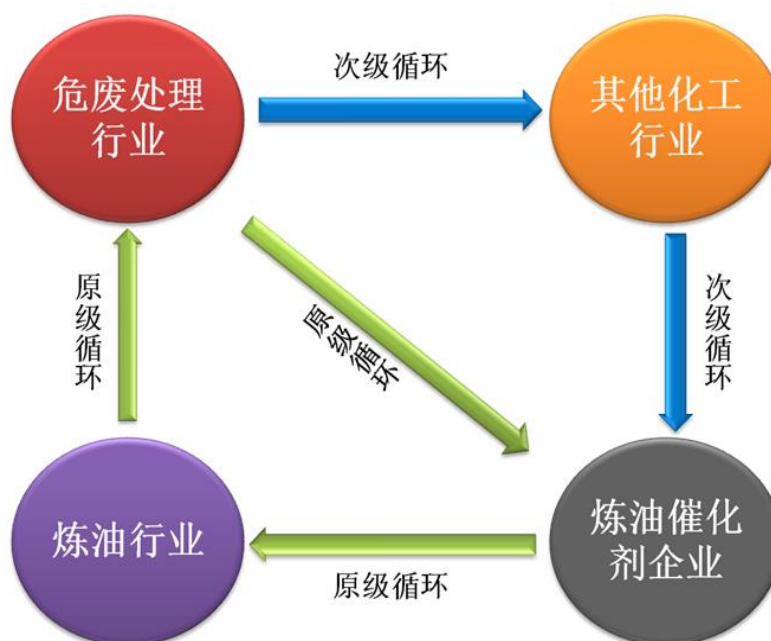 危废处理
行业
次级循环
其他化工
行业
原级循环
原级循环
次级循环
炼油行业
原级循环
炼油催化
剂企业